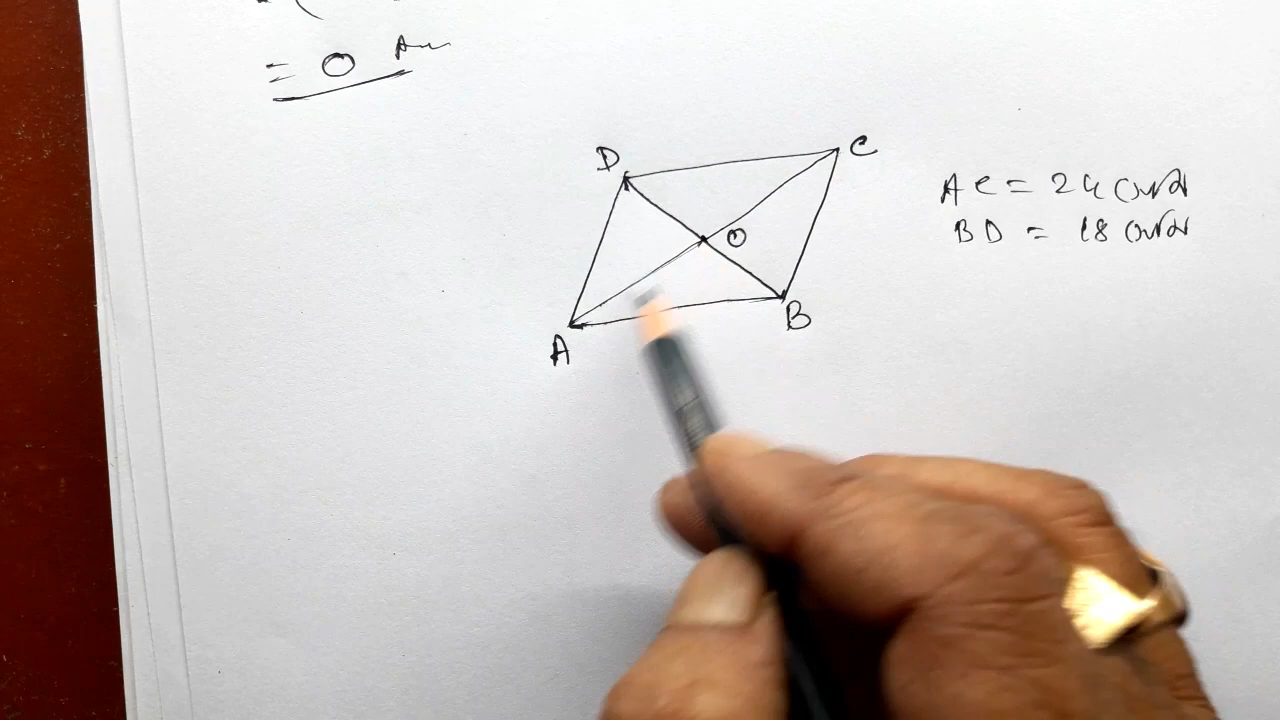 = 0 Ans
D
C
AC = 24
BD = 18
O
B
A